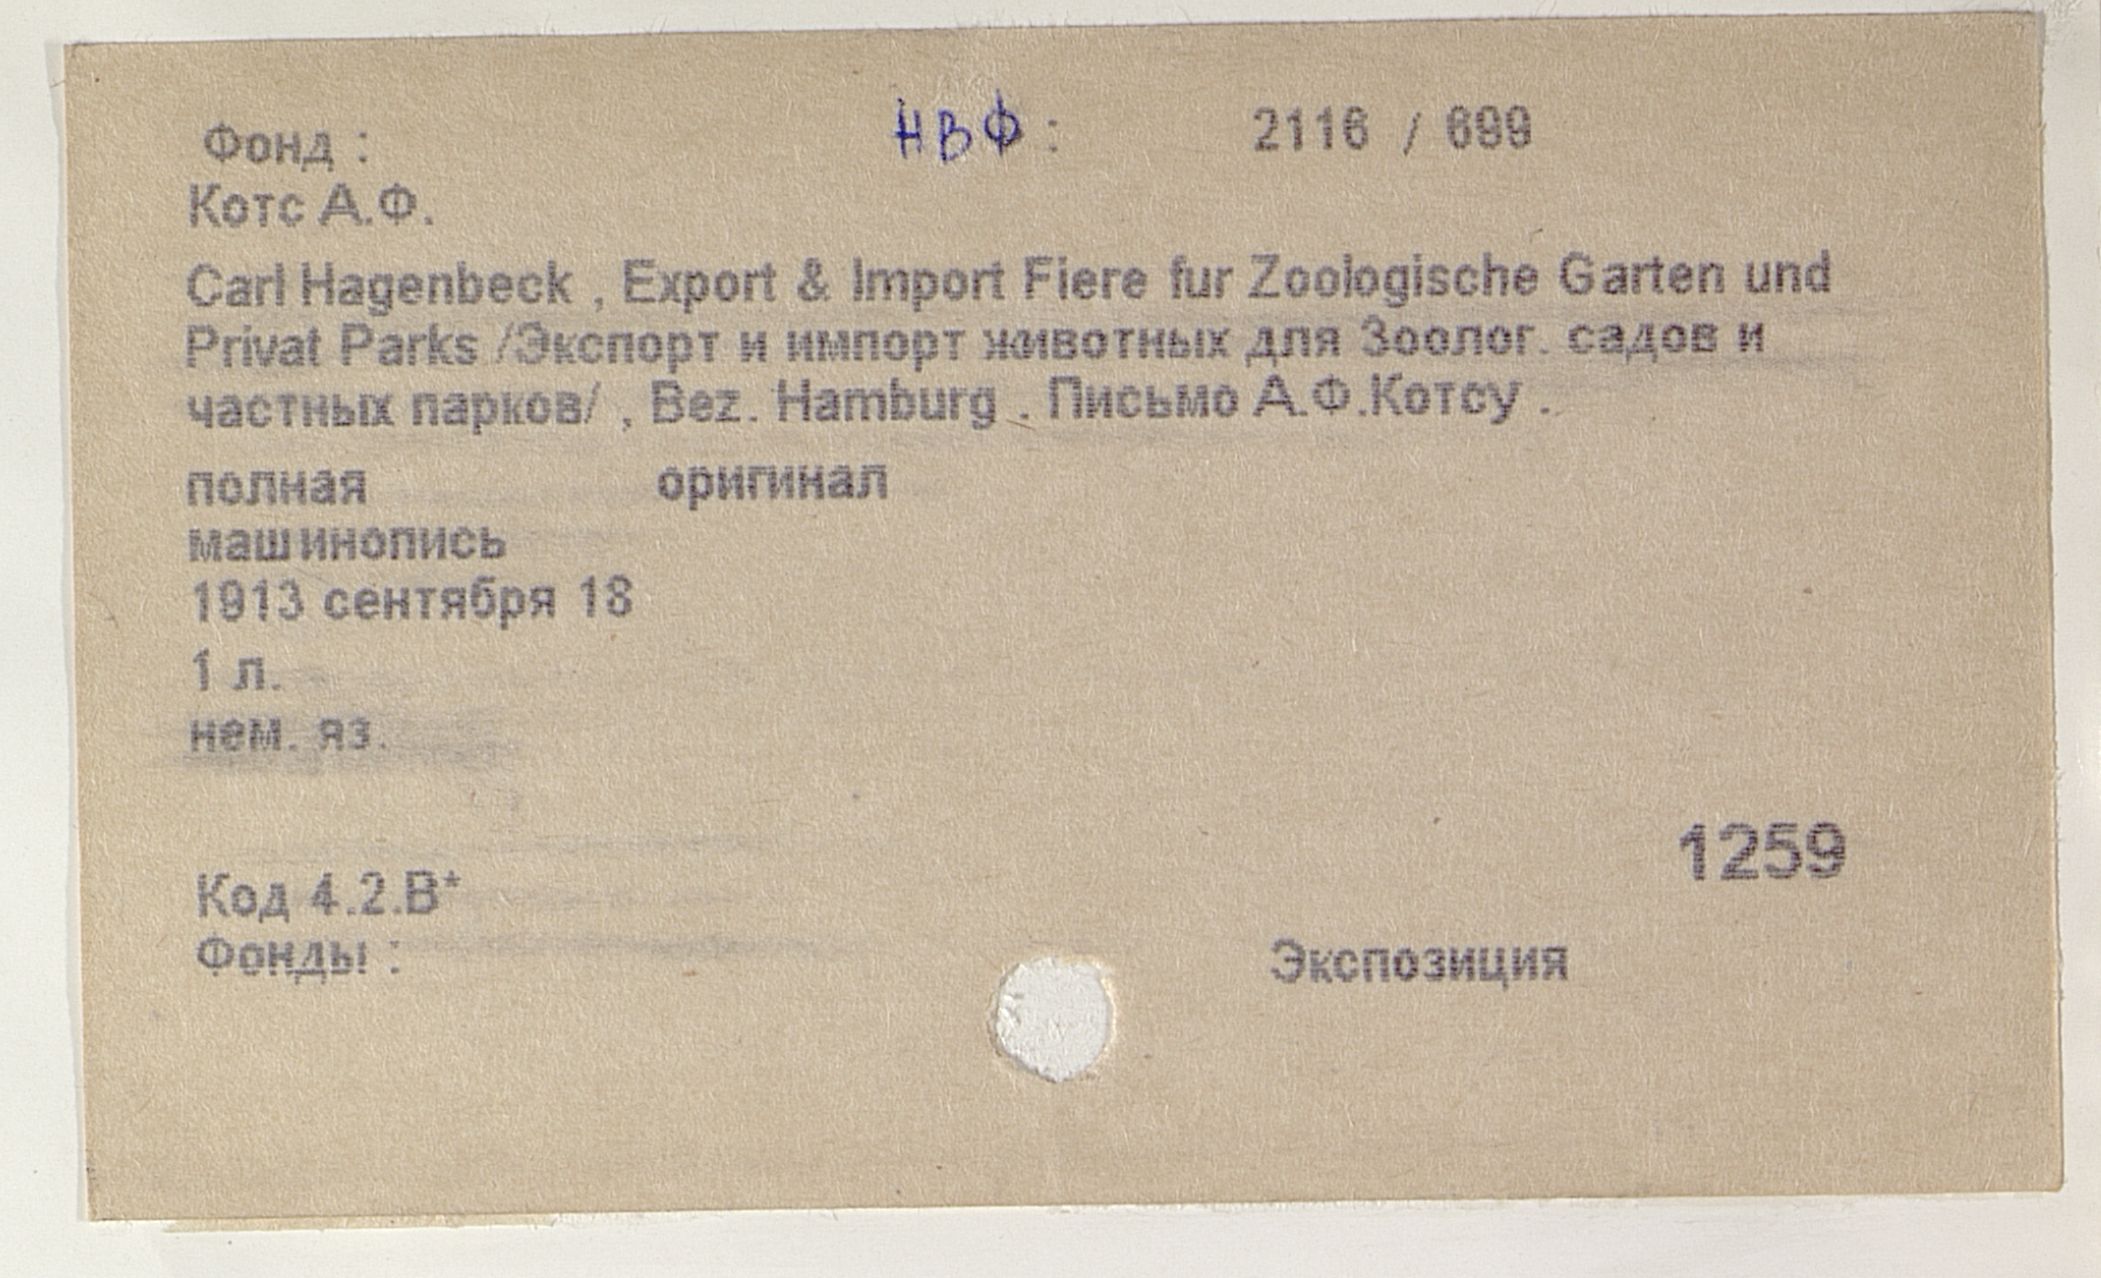 Фонд : НВФ : 2116 / 699
Котс А.Ф.
Carl Hagenbeck , Export & Import Fiere fur Zoologische Garten und
Privat Parks /Экспорт и импорт животных для Зоолог. садов и
частных парков/ , Bez. Hamburg . Письмо А.Ф.Котсу .
полная оригинал
машинопись
1913 сентября 18
1 л.
нем. яз.
1259
Код 4.2.В*
Фонды : Экспозиция